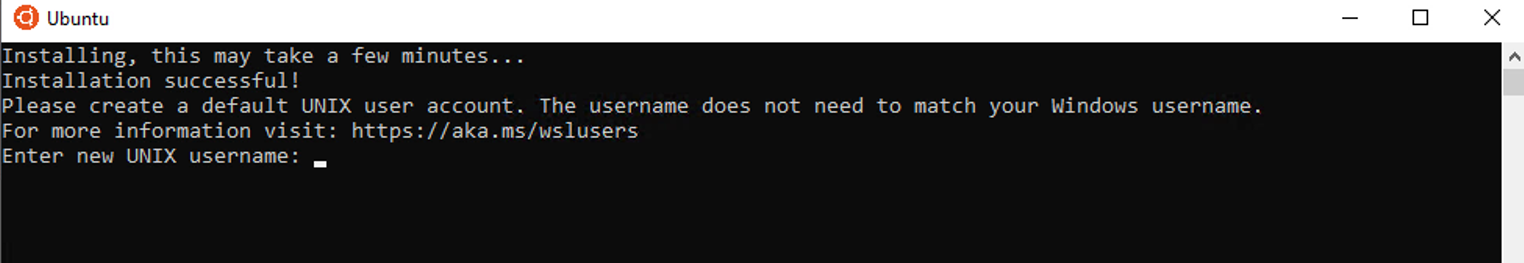 Ubuntu
Installing, this may take a few minutes...
Installation successful!
Please create a default UNIX user account. The username does not need to match your Windows username.
For more information visit: https://aka.ms/wslusers
Enter new UNIX username: